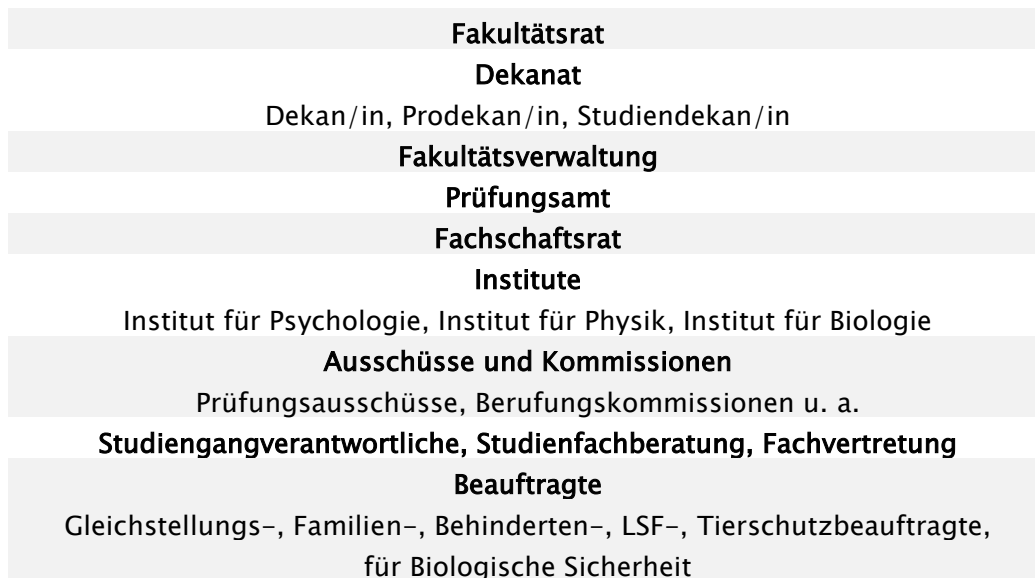 Fakultätsrat
Dekanat
Dekan/in, Prodekan/in, Studiendekan/in
Fakultätsverwaltung
Prüfungsamt
Fachschaftsrat
Institute
Institut für Psychologie, Institut für Physik, Institut für Biologie
Ausschüsse und Kommissionen
Prüfungsausschüsse, Berufungskommissionen u. a.
Studiengangverantwortliche, Studienfachberatung, Fachvertretung
Beauftragte
Gleichstellungs-, Familien-, Behinderten-, LSF-, Tierschutzbeauftragte,
für Biologische Sicherheit